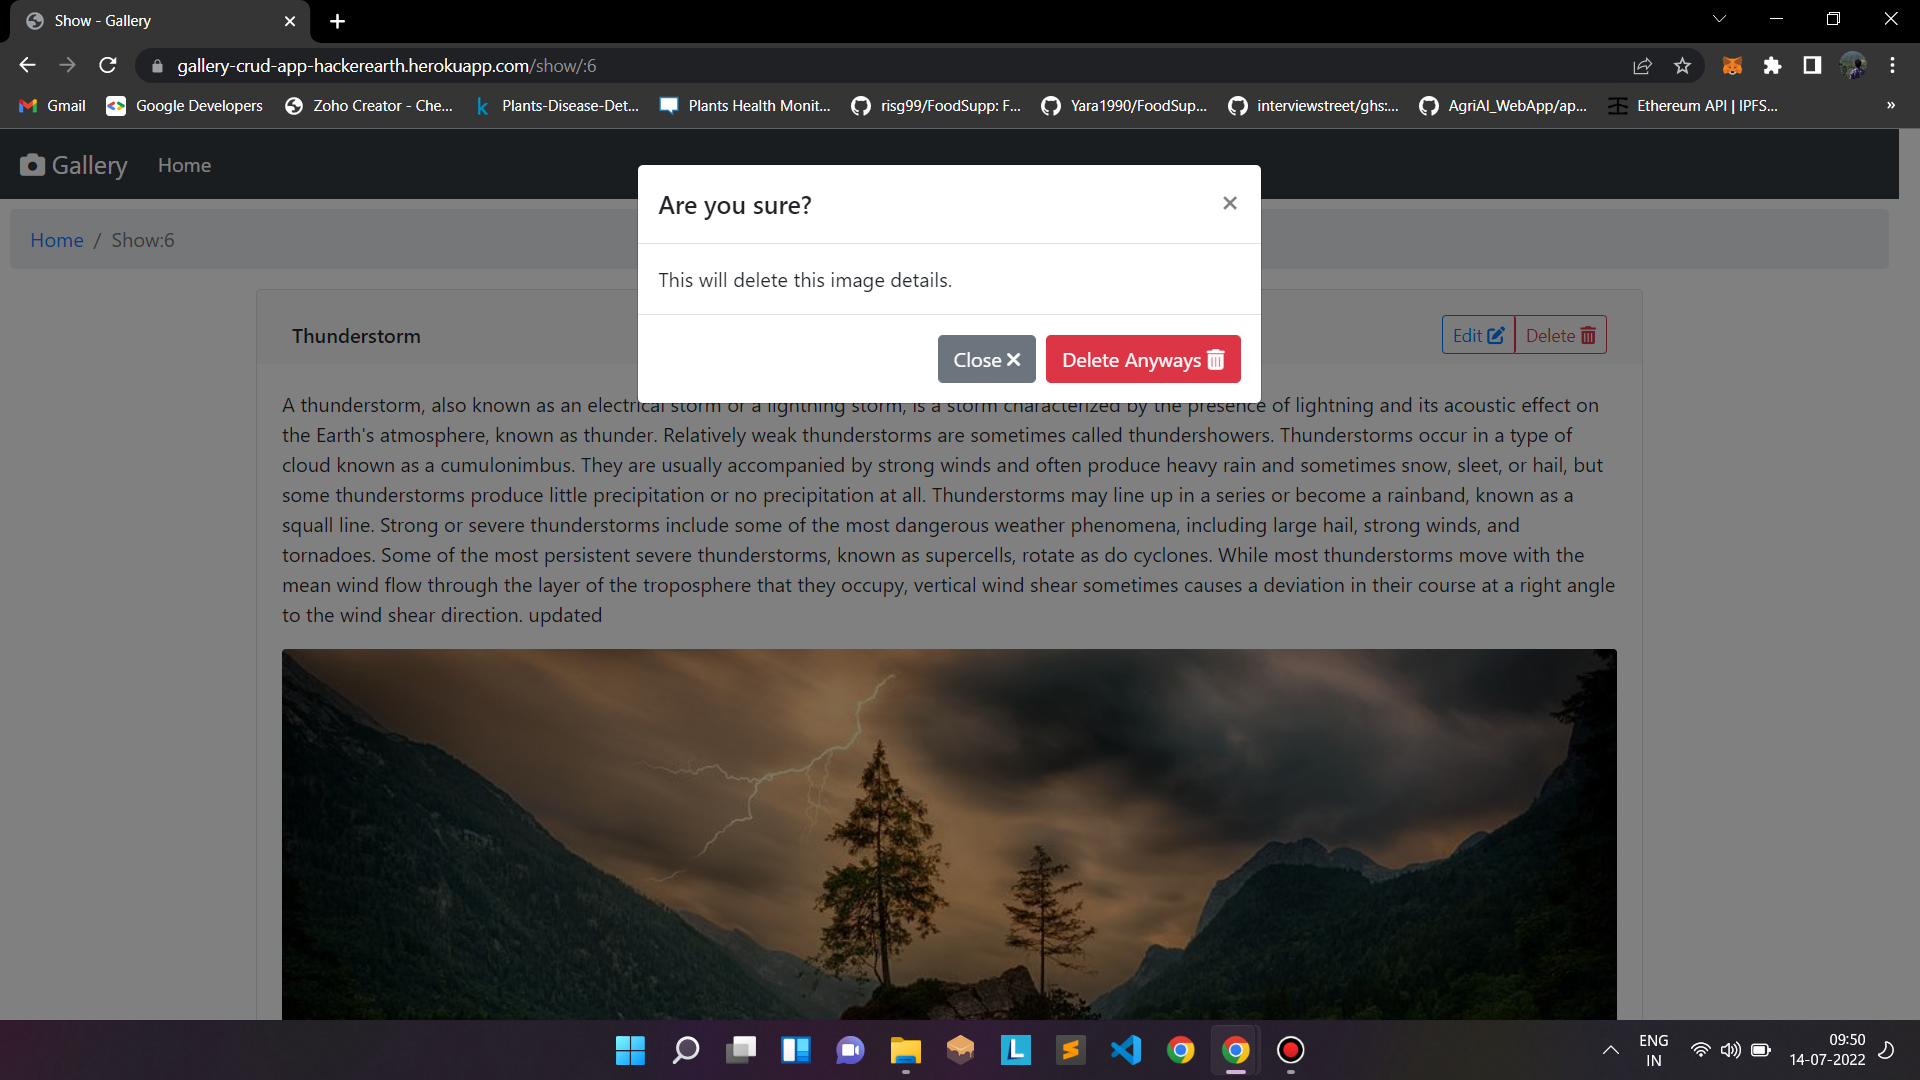 Show - Gallery
gallery-crud-app-hackerearth.herokuapp.com/show/:6
Gmail
Google Developers
Zoho Creator - Che...
Plants-Disease-Det...
Plants Health Monit...
risg99/FoodSupp: F...
Yara1990/FoodSup...
interviewstreet/ghs:...
AgriAI_WebApp/ap...
Ethereum API | IPFS...
»
Gallery
Home
Are you sure?
Home / Show:6
This will delete this image details.
Thunderstorm
Edit
Delete
Close
Delete Anyways
A thunderstorm, also known as an electrical storm or a lightning storm, is a storm characterized by the presence of lightning and its acoustic effect on
the Earth's atmosphere, known as thunder. Relatively weak thunderstorms are sometimes called thundershowers. Thunderstorms occur in a type of
cloud known as a cumulonimbus. They are usually accompanied by strong winds and often produce heavy rain and sometimes snow, sleet, or hail, but
some thunderstorms produce little precipitation or no precipitation at all. Thunderstorms may line up in a series or become a rainband, known as a
squall line. Strong or severe thunderstorms include some of the most dangerous weather phenomena, including large hail, strong winds, and
tornadoes. Some of the most persistent severe thunderstorms, known as supercells, rotate as do cyclones. While most thunderstorms move with the
mean wind flow through the layer of the troposphere that they occupy, vertical wind shear sometimes causes a deviation in their course at a right angle
to the wind shear direction. updated
ENG
IN
09:50
14-07-2022